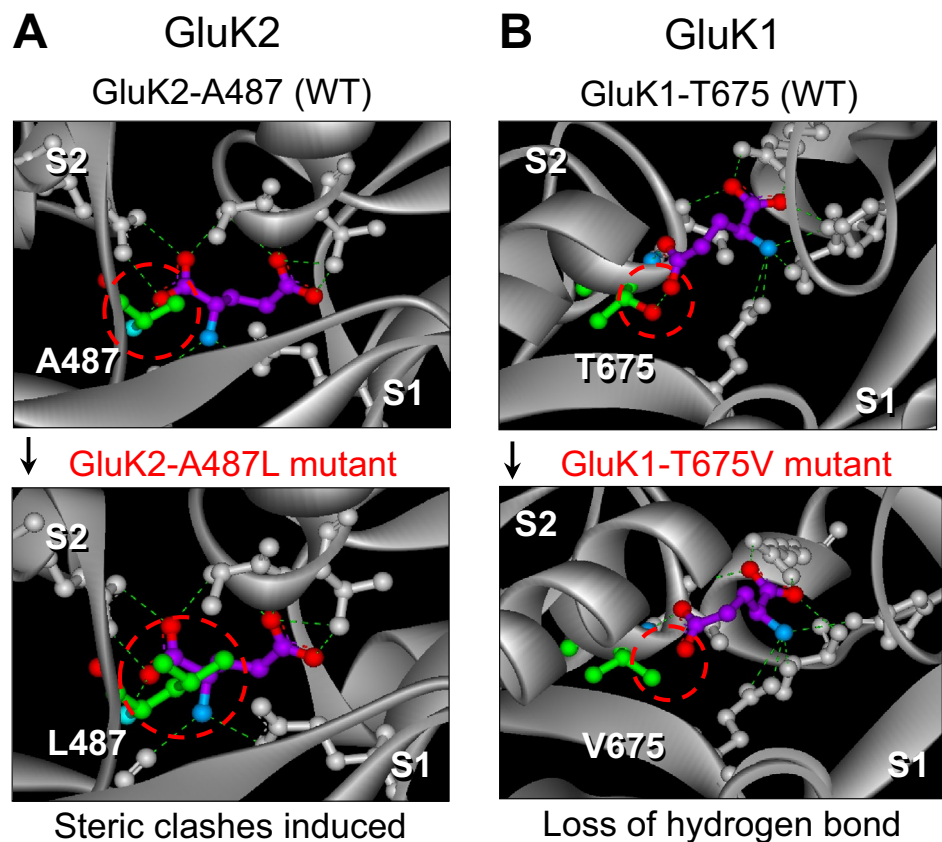 A GluK2
GluK2-A487 (WT)
S2
A487
S1
↓ GluK2-A487L mutant
S2
L487
S1
Steric clashes induced
B GluK1
GluK1-T675 (WT)
S2
T675
S1
↓ GluK1-T675V mutant
S2
V675
S1
Loss of hydrogen bond